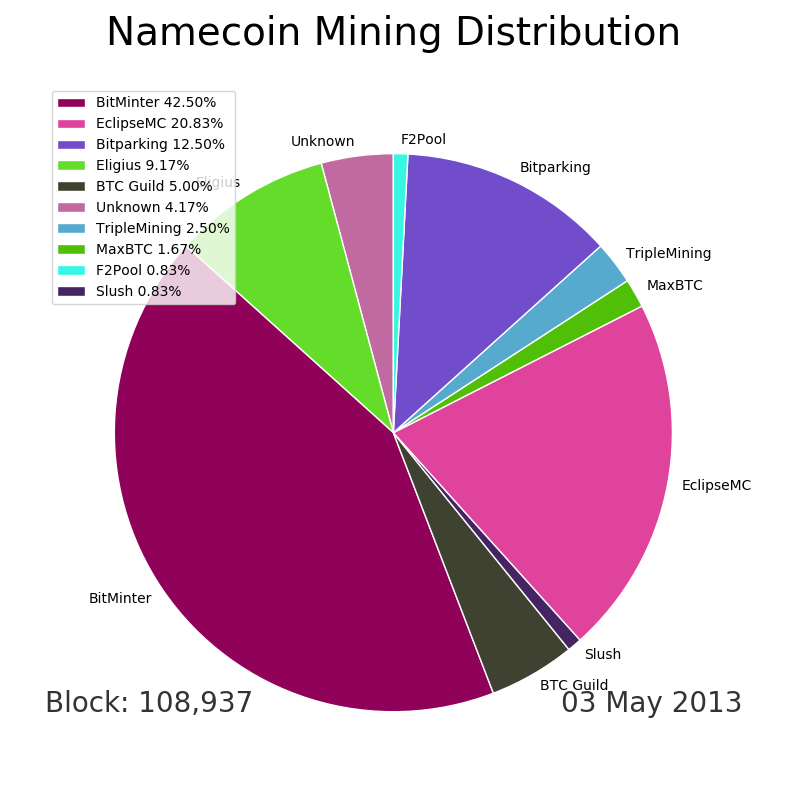 Namecoin Mining Distribution
BitMinter 42.50%
EclipseMC 20.83%
Bitparking 12.50%
Eligius 9.17%
BTC Guild 5.00%
Unknown 4.17%
TripleMining 2.50%
MaxBTC 1.67%
F2Pool 0.83%
Slush 0.83%
F2Pool
Unknown
Bitparking
Eligius
TripleMining
MaxBTC
EclipseMC
BitMinter
Slush
BTC Guild
Block: 108,937
03 May 2013